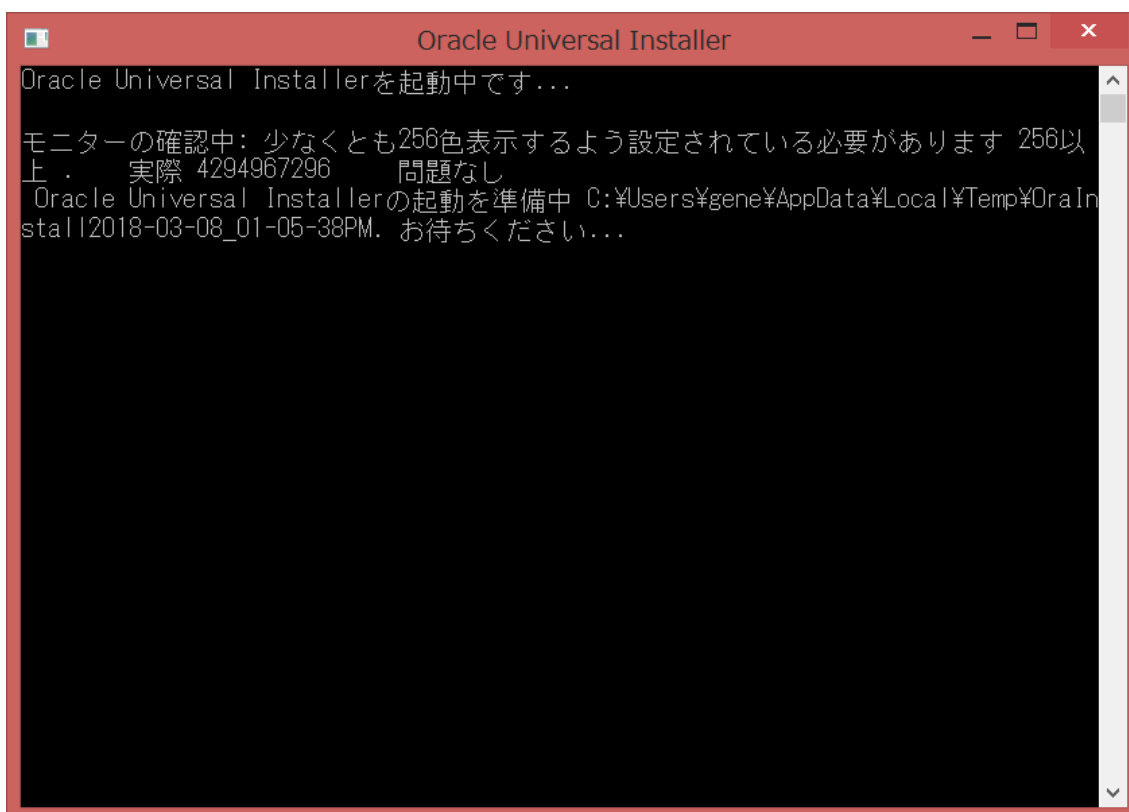 Oracle Universal Installer
Oracle Universal Installerを起動中です...
モニターの確認中: 少なくとも256色表示するよう設定されている必要があります 256以
上 .    実際 4294967296     問題なし
Oracle Universal Installerの起動を準備中 C:¥Users¥gene¥AppData¥Local¥Temp¥OraIn
stall2018-03-08_01-05-38PM. お待ちください...